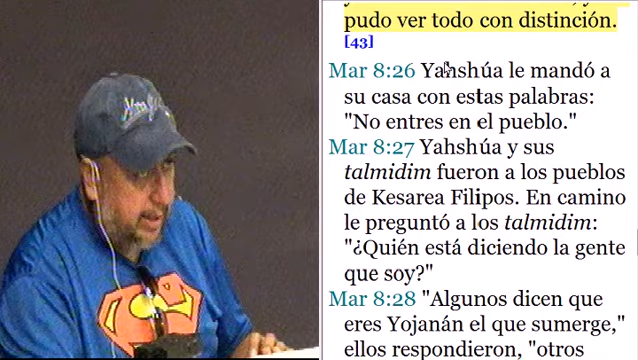 pudo ver todo con distinción.
[43]
Mar 8:26 Yahshúa le mandó a
su casa con estas palabras:
"No entres en el pueblo."
Mar 8:27 Yahshúa y sus
talmidim fueron a los pueblos
de Kesarea Filipos. En camino
le preguntó a los talmidim:
"¿Quién está diciendo la gente
que soy?"
Mar 8:28 "Algunos dicen que
eres Yojanán el que sumerge,"
ellos respondieron, "otros